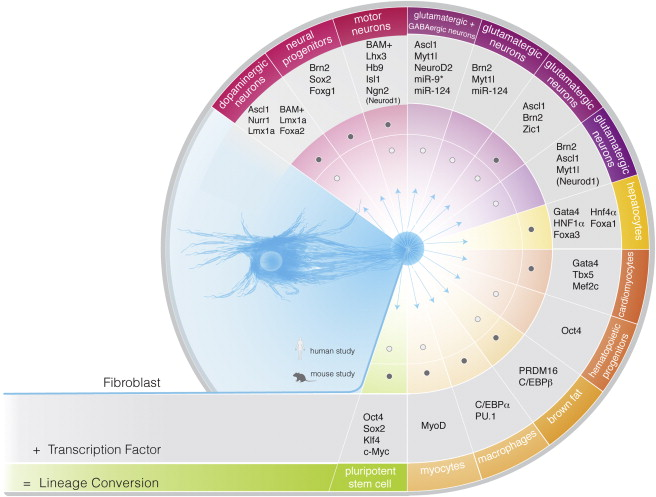 dopaminergic
neurons
neural
progenitors
motor
neurons
glutamatergic +
GABAergic neurons
glutamatergic
neurons
glutamatergic
neurons
glutamatergic
neurons
hepatocytes
cardiomyocytes
hematopoietic
progenitors
brown fat
macrophages
myocytes
pluripotent
stem cell
Ascl1
Nurr1
Lmx1a
BAM+
Lmx1a
Foxa2
Brn2
Sox2
Foxg1
BAM+
Lhx3
Hb9
Isl1
Ngn2
(Neurod1)
Ascl1
Myt1l
NeuroD2
miR-9*
miR-124
Brn2
Myt1l
miR-124
Ascl1
Brn2
Zic1
Brn2
Ascl1
Myt1l
(Neurod1)
Gata4
HNF1α
Foxa3
Hnf4α
Foxa1
Gata4
Tbx5
Mef2c
Oct4
PRDM16
C/EBPβ
C/EBPα
PU.1
MyoD
Oct4
Sox2
Klf4
c-Myc
human study
mouse study
Fibroblast
+ Transcription Factor
= Lineage Conversion